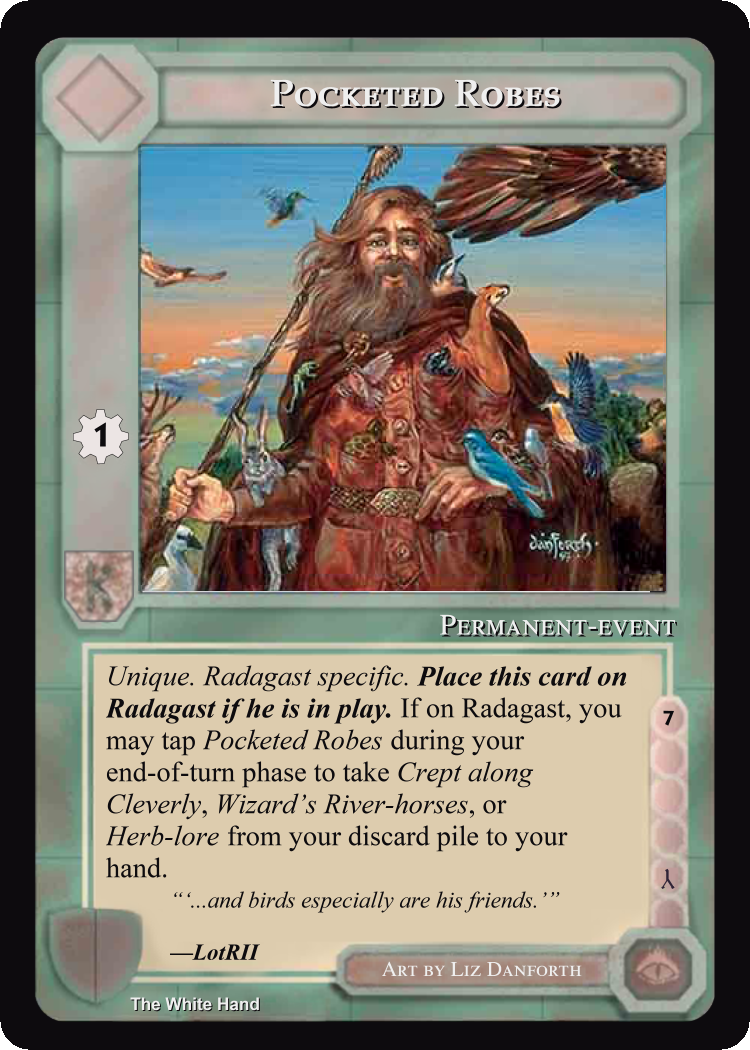 Pocketed Robes
1
danforth.
Permanent-event
Unique. Radagast specific. Place this card on
Radagast if he is in play. If on Radagast, you
may tap Pocketed Robes during your
end-of-turn phase to take Crept along
Cleverly, Wizard’s River-horses, or
Herb-lore from your discard pile to your
hand.
“‘...and birds especially are his friends.’”
—LotRII
7
Art by Liz Danforth
The White Hand